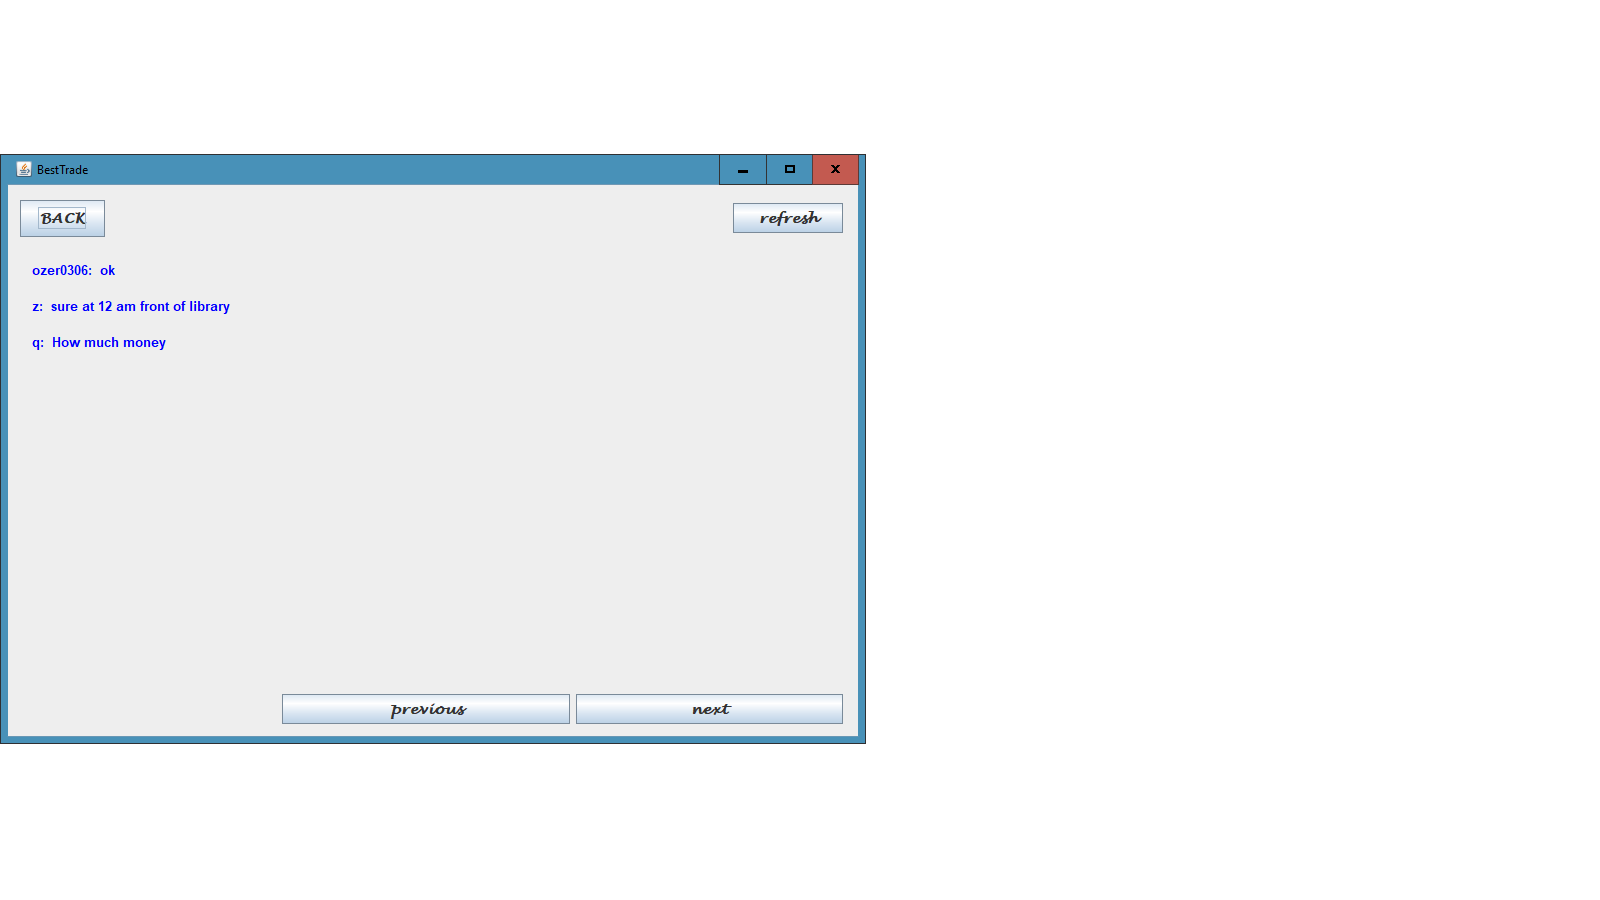 BestTrade
BACK
refresh
ozer0306: ok
z: sure at 12 am front of library
q: How much money
previous
next